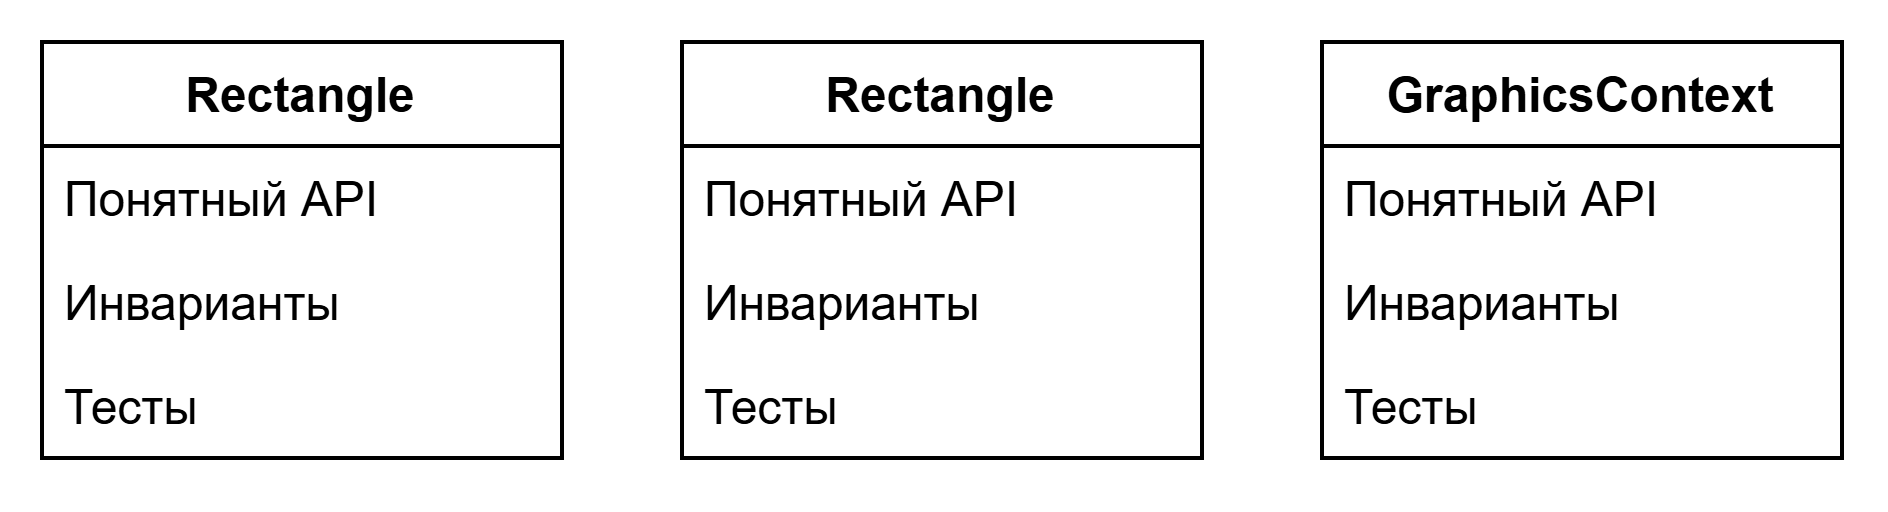 Rectangle
Понятный API
Инварианты
Тесты
Rectangle
Понятный API
Инварианты
Тесты
GraphicsContext
Понятный API
Инварианты
Тесты